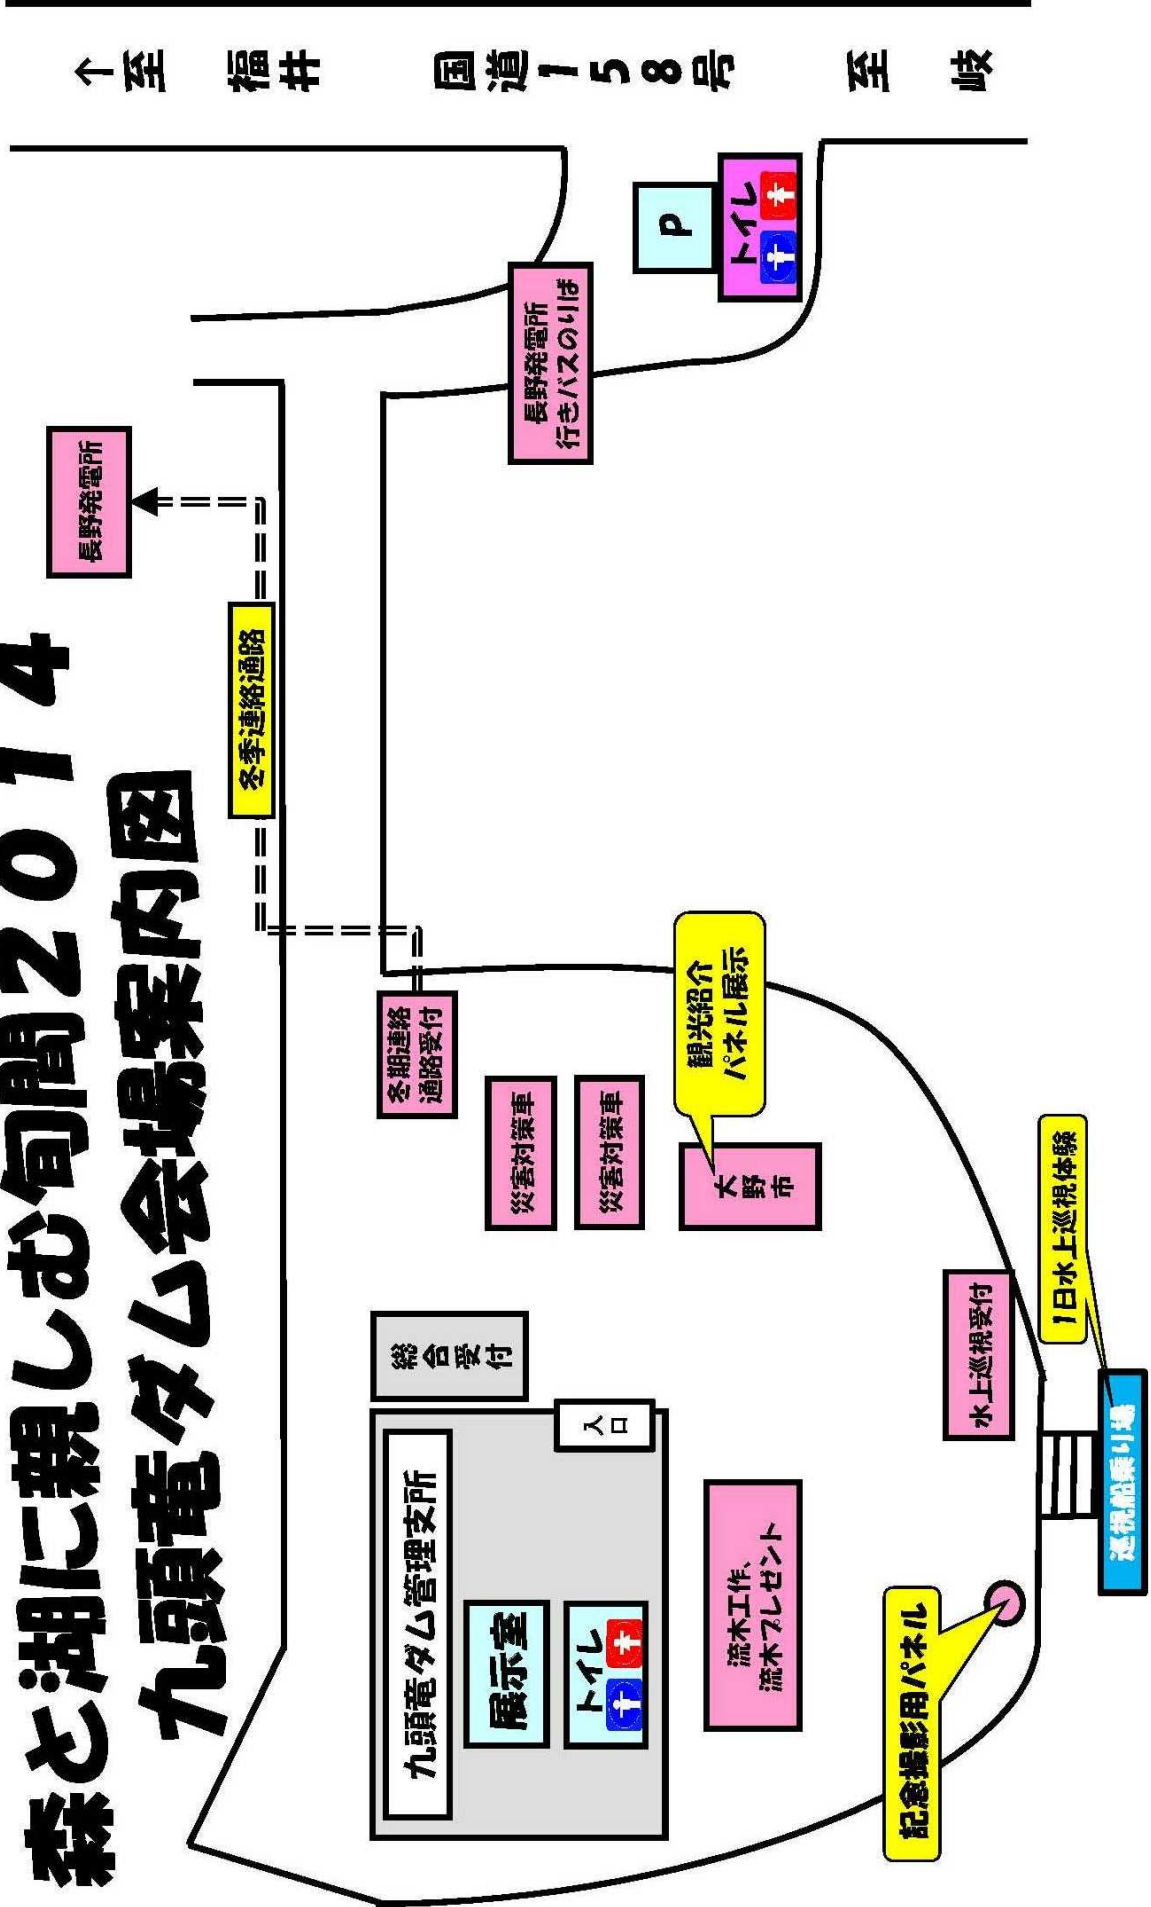 森と湖に親しむ旬間２０１４
九頭竜ダム会場案内図
↑至　福井　国道１５８号　至　岐
長野発電所
冬季連絡通路
長野発電所
行きバスのりば
P
トイレ
冬期連絡
通路受付
災害対策車
災害対策車
観光紹介
パネル展示
大野市
総合受付
入口
九頭竜ダム管理支所
展示室
トイレ
流木工作、
流木プレゼント
水上巡視受付
1日水上巡視体験
巡視船乗り場
記念撮影用パネル